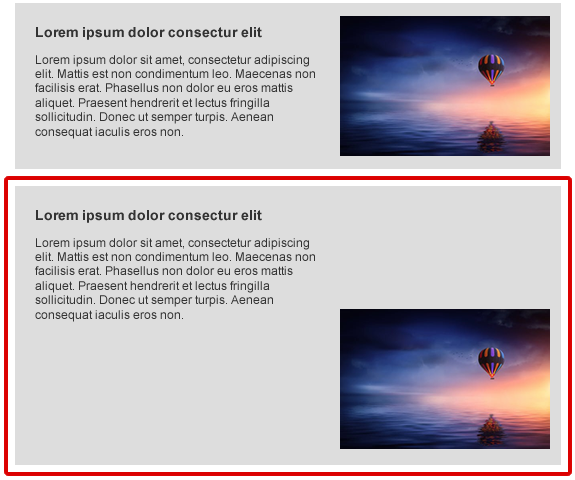 Lorem ipsum dolor consectur elit
Lorem ipsum dolor sit amet, consectetur adipiscing
elit. Mattis est non condimentum leo. Maecenas non
facilisis erat. Phasellus non dolor eu eros mattis
aliquet. Praesent hendrerit et lectus fringilla
sollicitudin. Donec ut semper turpis. Aenean
consequat iaculis eros non.
Lorem ipsum dolor consectur elit
Lorem ipsum dolor sit amet, consectetur adipiscing
elit. Mattis est non condimentum leo. Maecenas non
facilisis erat. Phasellus non dolor eu eros mattis
aliquet. Praesent hendrerit et lectus fringilla
sollicitudin. Donec ut semper turpis. Aenean
consequat iaculis eros non.